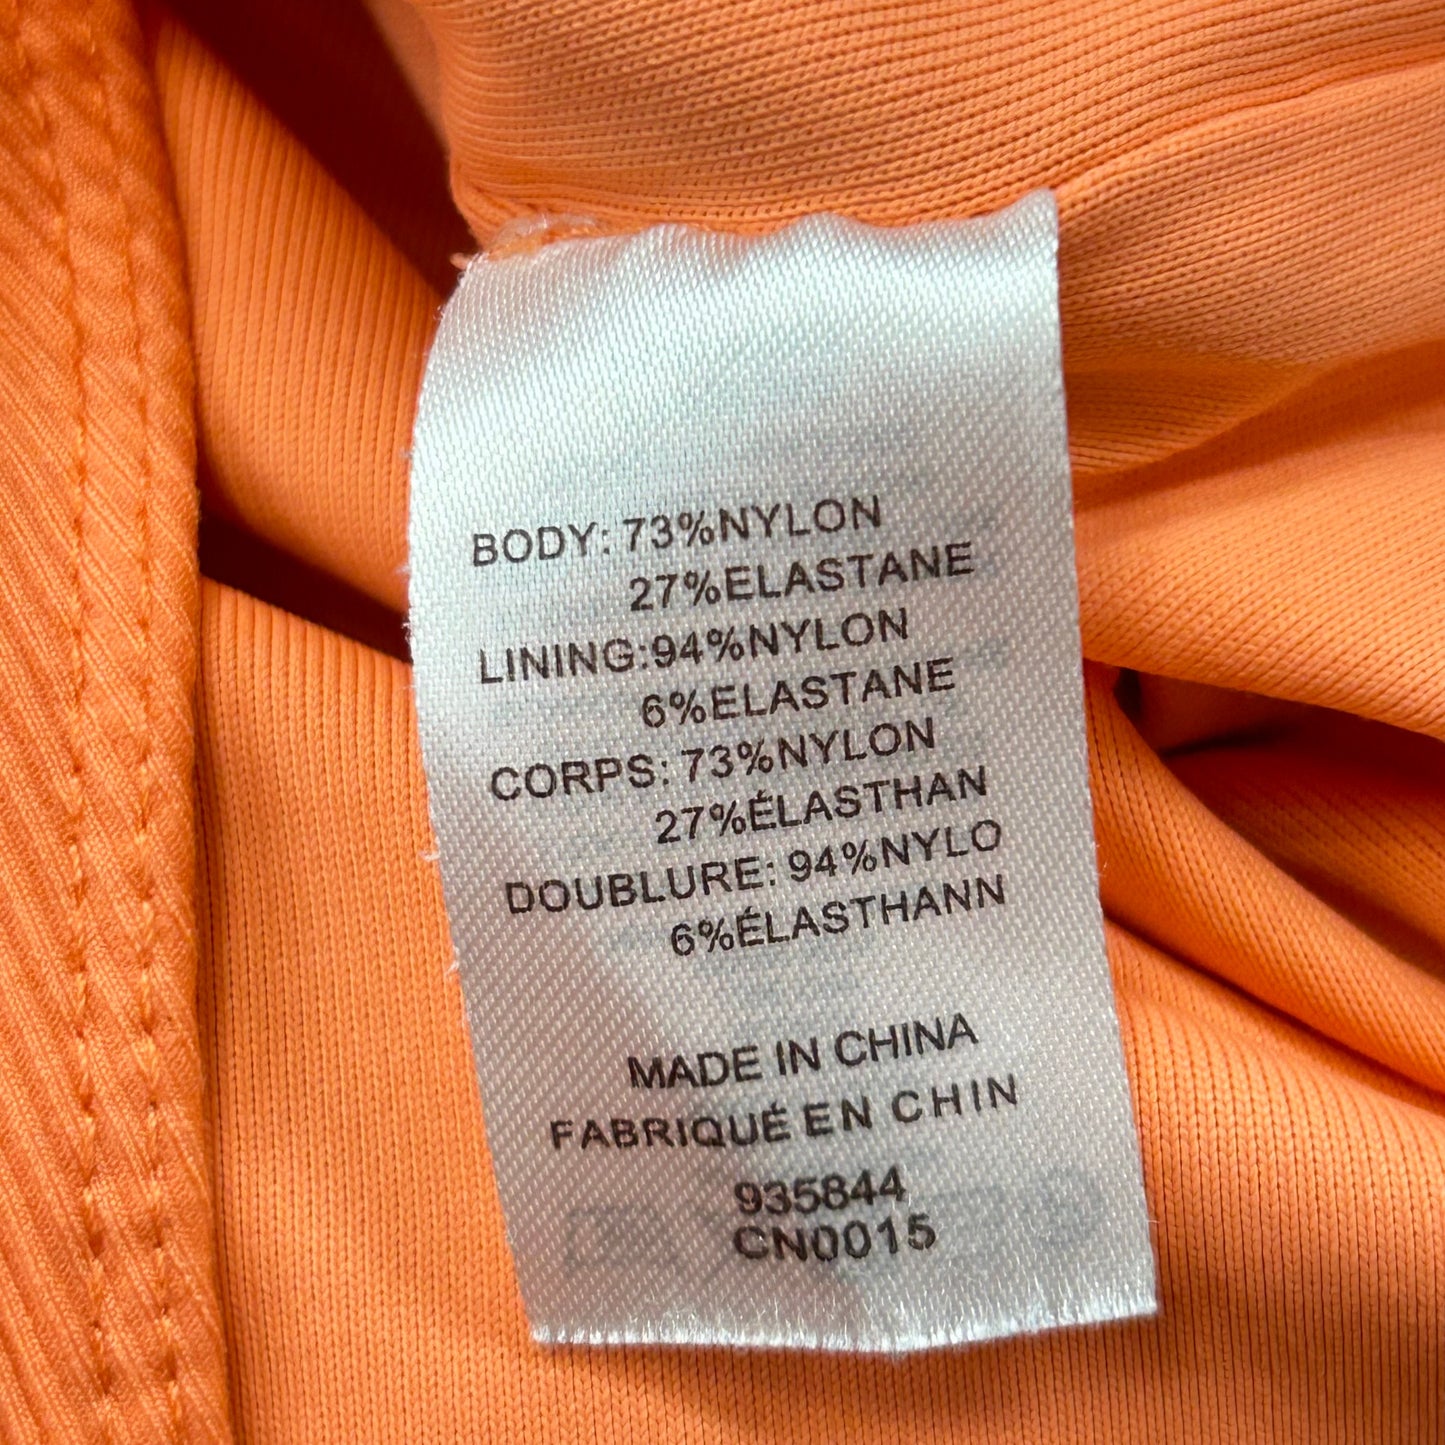 BODY: 73%NYLON
27%ELASTANE
LINING:94%NYLON
6%ELASTANE
CORPS: 73%NYLON
27%ÉLASTHAN
DOUBLURE: 94%NYLO
6%ÉLASTHANN
MADE IN CHINA
FABRIQUÉ EN CHIN
935844
CN0015